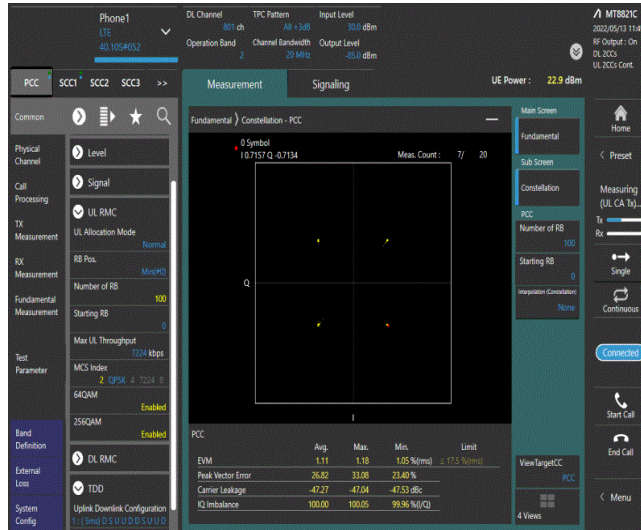 Phone1
LTE
40.10S#052
DL Channel
801 ch
TPC Pattern
All +3dB
Input Level
30.0 dBm
Operation Band
2
Channel Bandwidth
20 MHz
Output Level
-85.0 dBm
MT8821C
2022/05/13 11:49
RF Output : On
DL 2CCs
UL 2CCs Cont.
PCC
SCC1
SCC2
SCC3
>>
Measurement
Signaling
UE Power : 22.9 dBm
Common
Physical
Channel
Call
Processing
TX
Measurement
RX
Measurement
Fundamental
Measurement
Test
Parameter
Band
Definition
External
Loss
System
Config
Level
Signal
UL RMC
UL Allocation Mode
Normal
RB Pos.
Min(#0)
Number of RB
100
Starting RB
0
Max UL Throughput
7224 kbps
MCS Index
2 QPSK 4 7224 8
64QAM
Enabled
256QAM
Enabled
DL RMC
TDD
Uplink Downlink Configuration
1: ( 5ms) D S U U D D S U U D
Fundamental 〉 Constellation - PCC
0 Symbol
I 0.7157 Q -0.7134
Meas. Count : 7/ 20
Q
I
PCC
Avg. Max. Min. Limit
EVM 1.11 1.18 1.05 %(rms) ≤ 17.5 %(rms)
Peak Vector Error 26.82 33.08 23.40 %
Carrier Leakage -47.27 -47.04 -47.53 dBc
IQ Imbalance 100.00 100.05 99.96 %(I/Q)
Main Screen
Fundamental
Sub Screen
Constellation
PCC
Number of RB
100
Starting RB
0
Interpolation (Constellation)
None
ViewTargetCC
PCC
4 Views
Home
Preset
Measuring
(UL CA Tx)...
Tx
Rx
Single
Continuous
Connected
Start Call
End Call
Menu